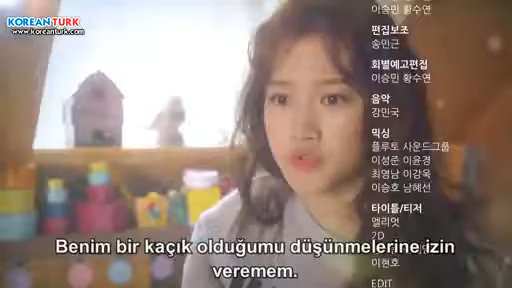 KOREANTURK
www.koreanturk.com
이승민 황수연
편집보조
송민근
회별예고편집
이승민 황수연
음악
강민국
믹싱
플루토 사운드그룹
이성준 이윤경
최영남 이강욱
이승호 남혜선
타이틀/티저
엘리엇
2D
이현호
EDIT
Benim bir kaçık olduğumu düşünmelerine izin
veremem.